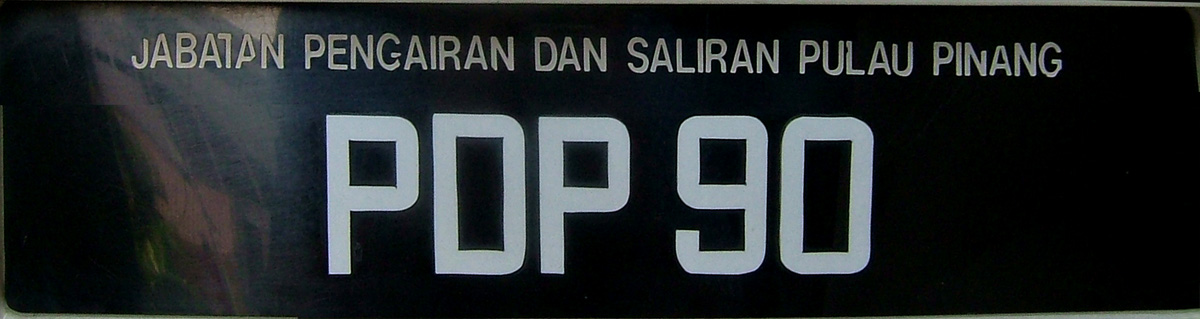 JABATAN PENGAIRAN DAN SALIRAN PULAU PINANG
PDP 90